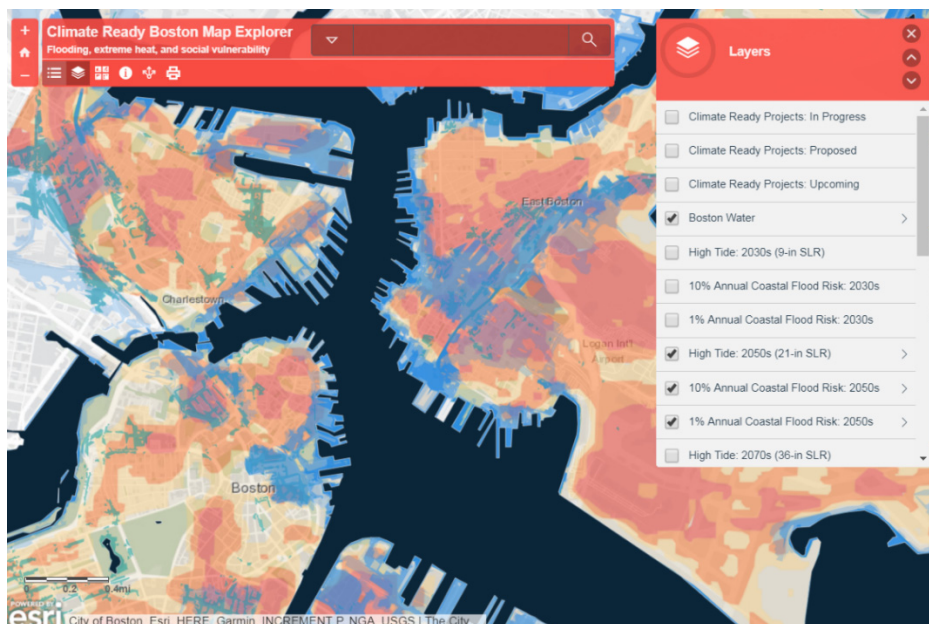 Climate Ready Boston Map Explorer
Flooding, extreme heat, and social vulnerability
Layers
Climate Ready Projects: In Progress
Climate Ready Projects: Proposed
Climate Ready Projects: Upcoming
Boston Water
High Tide: 2030s (9-in SLR)
10% Annual Coastal Flood Risk: 2030s
1% Annual Coastal Flood Risk: 2030s
High Tide: 2050s (21-in SLR)
10% Annual Coastal Flood Risk: 2050s
1% Annual Coastal Flood Risk: 2050s
High Tide: 2070s (36-in SLR)
East Boston
Charlestown
Logan Int'l
Airport
Boston
0 0.2 0.4mi
POWERED BY
esri
City of Boston, Esri, HERE, Garmin, INCREMENT P, NGA, USGS | The City